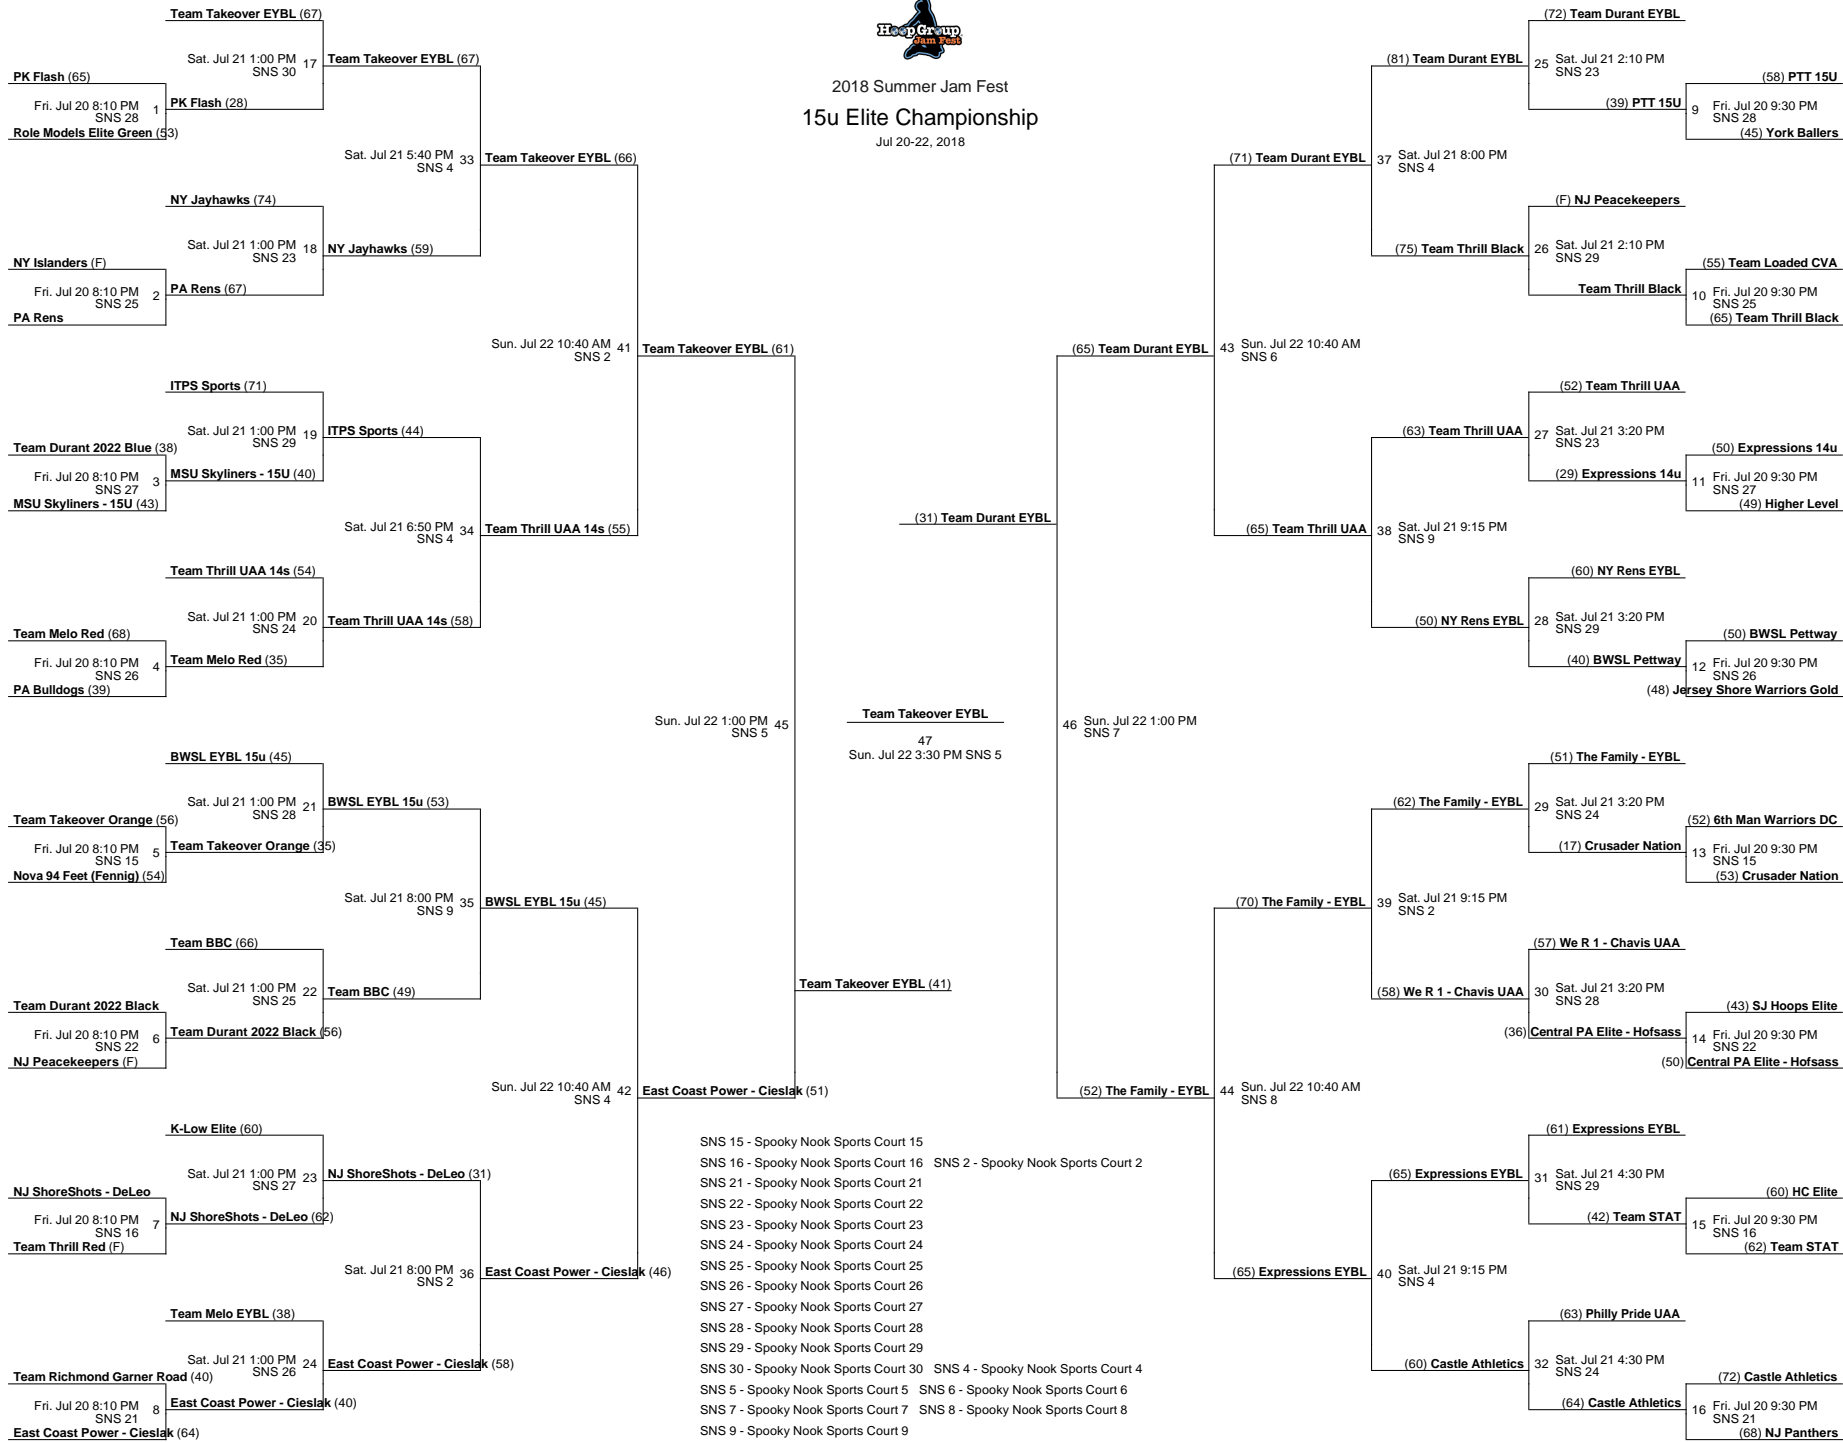 HoopGroup
Jam Fest
2018 Summer Jam Fest
15u Elite Championship
Jul 20-22, 2018
PK Flash (65)
Fri. Jul 20 8:10 PM
SNS 28
1
Role Models Elite Green (53)
NY Islanders (F)
Fri. Jul 20 8:10 PM
SNS 25
2
PA Rens
Team Durant 2022 Blue (38)
Fri. Jul 20 8:10 PM
SNS 27
3
MSU Skyliners - 15U (43)
Team Melo Red (68)
Fri. Jul 20 8:10 PM
SNS 26
4
PA Bulldogs (39)
Team Takeover Orange (56)
Fri. Jul 20 8:10 PM
SNS 15
5
Nova 94 Feet (Fennig) (54)
Team Durant 2022 Black
Fri. Jul 20 8:10 PM
SNS 22
6
NJ Peacekeepers (F)
NJ ShoreShots - DeLeo
Fri. Jul 20 8:10 PM
SNS 16
7
Team Thrill Red (F)
Team Richmond Garner Road (40)
Fri. Jul 20 8:10 PM
SNS 21
8
East Coast Power - Cieslak (64)
Team Takeover EYBL (67)
Sat. Jul 21 1:00 PM
SNS 30
17
PK Flash (28)
NY Jayhawks (74)
Sat. Jul 21 1:00 PM
SNS 23
18
PA Rens (67)
ITPS Sports (71)
Sat. Jul 21 1:00 PM
SNS 29
19
MSU Skyliners - 15U (40)
Team Thrill UAA 14s (54)
Sat. Jul 21 1:00 PM
SNS 24
20
Team Melo Red (35)
BWSL EYBL 15u (45)
Sat. Jul 21 1:00 PM
SNS 28
21
Team Takeover Orange (35)
Team BBC (66)
Sat. Jul 21 1:00 PM
SNS 25
22
Team Durant 2022 Black (56)
K-Low Elite (60)
Sat. Jul 21 1:00 PM
SNS 27
23
NJ ShoreShots - DeLeo (62)
Team Melo EYBL (38)
Sat. Jul 21 1:00 PM
SNS 26
24
East Coast Power - Cieslak (40)
Team Takeover EYBL (67)
Sat. Jul 21 5:40 PM
SNS 4
33
NY Jayhawks (59)
ITPS Sports (44)
Sat. Jul 21 6:50 PM
SNS 4
34
Team Thrill UAA 14s (58)
BWSL EYBL 15u (53)
Sat. Jul 21 8:00 PM
SNS 9
35
Team BBC (49)
NJ ShoreShots - DeLeo (31)
Sat. Jul 21 8:00 PM
SNS 2
36
East Coast Power - Cieslak (58)
Team Takeover EYBL (66)
Sun. Jul 22 10:40 AM
SNS 2
41
Team Thrill UAA 14s (55)
BWSL EYBL 15u (45)
Sun. Jul 22 10:40 AM
SNS 4
42
East Coast Power - Cieslak (46)
Team Takeover EYBL (61)
Sun. Jul 22 1:00 PM
SNS 5
45
East Coast Power - Cieslak (51)
(31) Team Durant EYBL
Team Takeover EYBL
47
Sun. Jul 22 3:30 PM SNS 5
Team Takeover EYBL (41)
(65) Team Durant EYBL
46
Sun. Jul 22 1:00 PM
SNS 7
(52) The Family - EYBL
(71) Team Durant EYBL
43
Sun. Jul 22 10:40 AM
SNS 6
(65) Team Thrill UAA
(70) The Family - EYBL
44
Sun. Jul 22 10:40 AM
SNS 8
(65) Expressions EYBL
(81) Team Durant EYBL
37
Sat. Jul 21 8:00 PM
SNS 4
(75) Team Thrill Black
(63) Team Thrill UAA
38
Sat. Jul 21 9:15 PM
SNS 9
(50) NY Rens EYBL
(62) The Family - EYBL
39
Sat. Jul 21 9:15 PM
SNS 2
(58) We R 1 - Chavis UAA
(65) Expressions EYBL
40
Sat. Jul 21 9:15 PM
SNS 4
(60) Castle Athletics
(72) Team Durant EYBL
25
Sat. Jul 21 2:10 PM
SNS 23
(39) PTT 15U
(F) NJ Peacekeepers
26
Sat. Jul 21 2:10 PM
SNS 29
Team Thrill Black
(52) Team Thrill UAA
27
Sat. Jul 21 3:20 PM
SNS 23
(29) Expressions 14u
(60) NY Rens EYBL
28
Sat. Jul 21 3:20 PM
SNS 29
(40) BWSL Pettway
(51) The Family - EYBL
29
Sat. Jul 21 3:20 PM
SNS 24
(17) Crusader Nation
(57) We R 1 - Chavis UAA
30
Sat. Jul 21 3:20 PM
SNS 28
(36) Central PA Elite - Hofsass
(61) Expressions EYBL
31
Sat. Jul 21 4:30 PM
SNS 29
(42) Team STAT
(63) Philly Pride UAA
32
Sat. Jul 21 4:30 PM
SNS 24
(64) Castle Athletics
(58) PTT 15U
9
Fri. Jul 20 9:30 PM
SNS 28
(45) York Ballers
(55) Team Loaded CVA
10
Fri. Jul 20 9:30 PM
SNS 25
(65) Team Thrill Black
(50) Expressions 14u
11
Fri. Jul 20 9:30 PM
SNS 27
(49) Higher Level
(50) BWSL Pettway
12
Fri. Jul 20 9:30 PM
SNS 26
(48) Jersey Shore Warriors Gold
(52) 6th Man Warriors DC
13
Fri. Jul 20 9:30 PM
SNS 15
(53) Crusader Nation
(43) SJ Hoops Elite
14
Fri. Jul 20 9:30 PM
SNS 22
(50) Central PA Elite - Hofsass
(60) HC Elite
15
Fri. Jul 20 9:30 PM
SNS 16
(62) Team STAT
(72) Castle Athletics
16
Fri. Jul 20 9:30 PM
SNS 21
(68) NJ Panthers
SNS 15 - Spooky Nook Sports Court 15
SNS 16 - Spooky Nook Sports Court 16 SNS 2 - Spooky Nook Sports Court 2
SNS 21 - Spooky Nook Sports Court 21
SNS 22 - Spooky Nook Sports Court 22
SNS 23 - Spooky Nook Sports Court 23
SNS 24 - Spooky Nook Sports Court 24
SNS 25 - Spooky Nook Sports Court 25
SNS 26 - Spooky Nook Sports Court 26
SNS 27 - Spooky Nook Sports Court 27
SNS 28 - Spooky Nook Sports Court 28
SNS 29 - Spooky Nook Sports Court 29
SNS 30 - Spooky Nook Sports Court 30 SNS 4 - Spooky Nook Sports Court 4
SNS 5 - Spooky Nook Sports Court 5 SNS 6 - Spooky Nook Sports Court 6
SNS 7 - Spooky Nook Sports Court 7 SNS 8 - Spooky Nook Sports Court 8
SNS 9 - Spooky Nook Sports Court 9